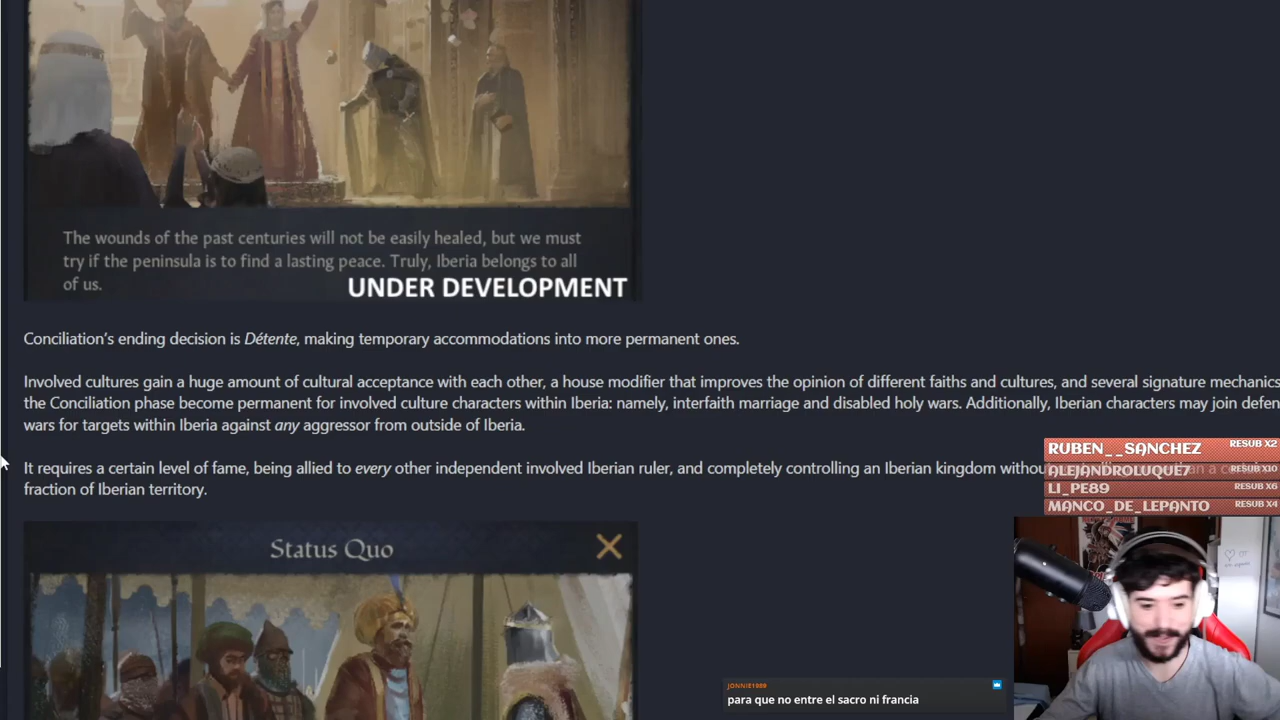 The wounds of the past centuries will not be easily healed, but we must
try if the peninsula is to find a lasting peace. Truly, Iberia belongs to all
of us.
UNDER DEVELOPMENT
Conciliation's ending decision is Détente, making temporary accommodations into more permanent ones.
Involved cultures gain a huge amount of cultural acceptance with each other, a house modifier that improves the opinion of different faiths and cultures, and several signature mechanics
the Conciliation phase become permanent for involved culture characters within Iberia: namely, interfaith marriage and disabled holy wars. Additionally, Iberian characters may join defen
wars for targets within Iberia against any aggressor from outside of Iberia.
It requires a certain level of fame, being allied to every other independent involved Iberian ruler, and completely controlling an Iberian kingdom withou
fraction of Iberian territory.
RUBEN__SANCHEZ RESUB X2
ALEJANDROLUQUE7 RESUB X10
LI_PE89 RESUB X6
MANCO_DE_LEPANTO RESUB X4
Status Quo
JONNIE1689
para que no entre el sacro ni francia